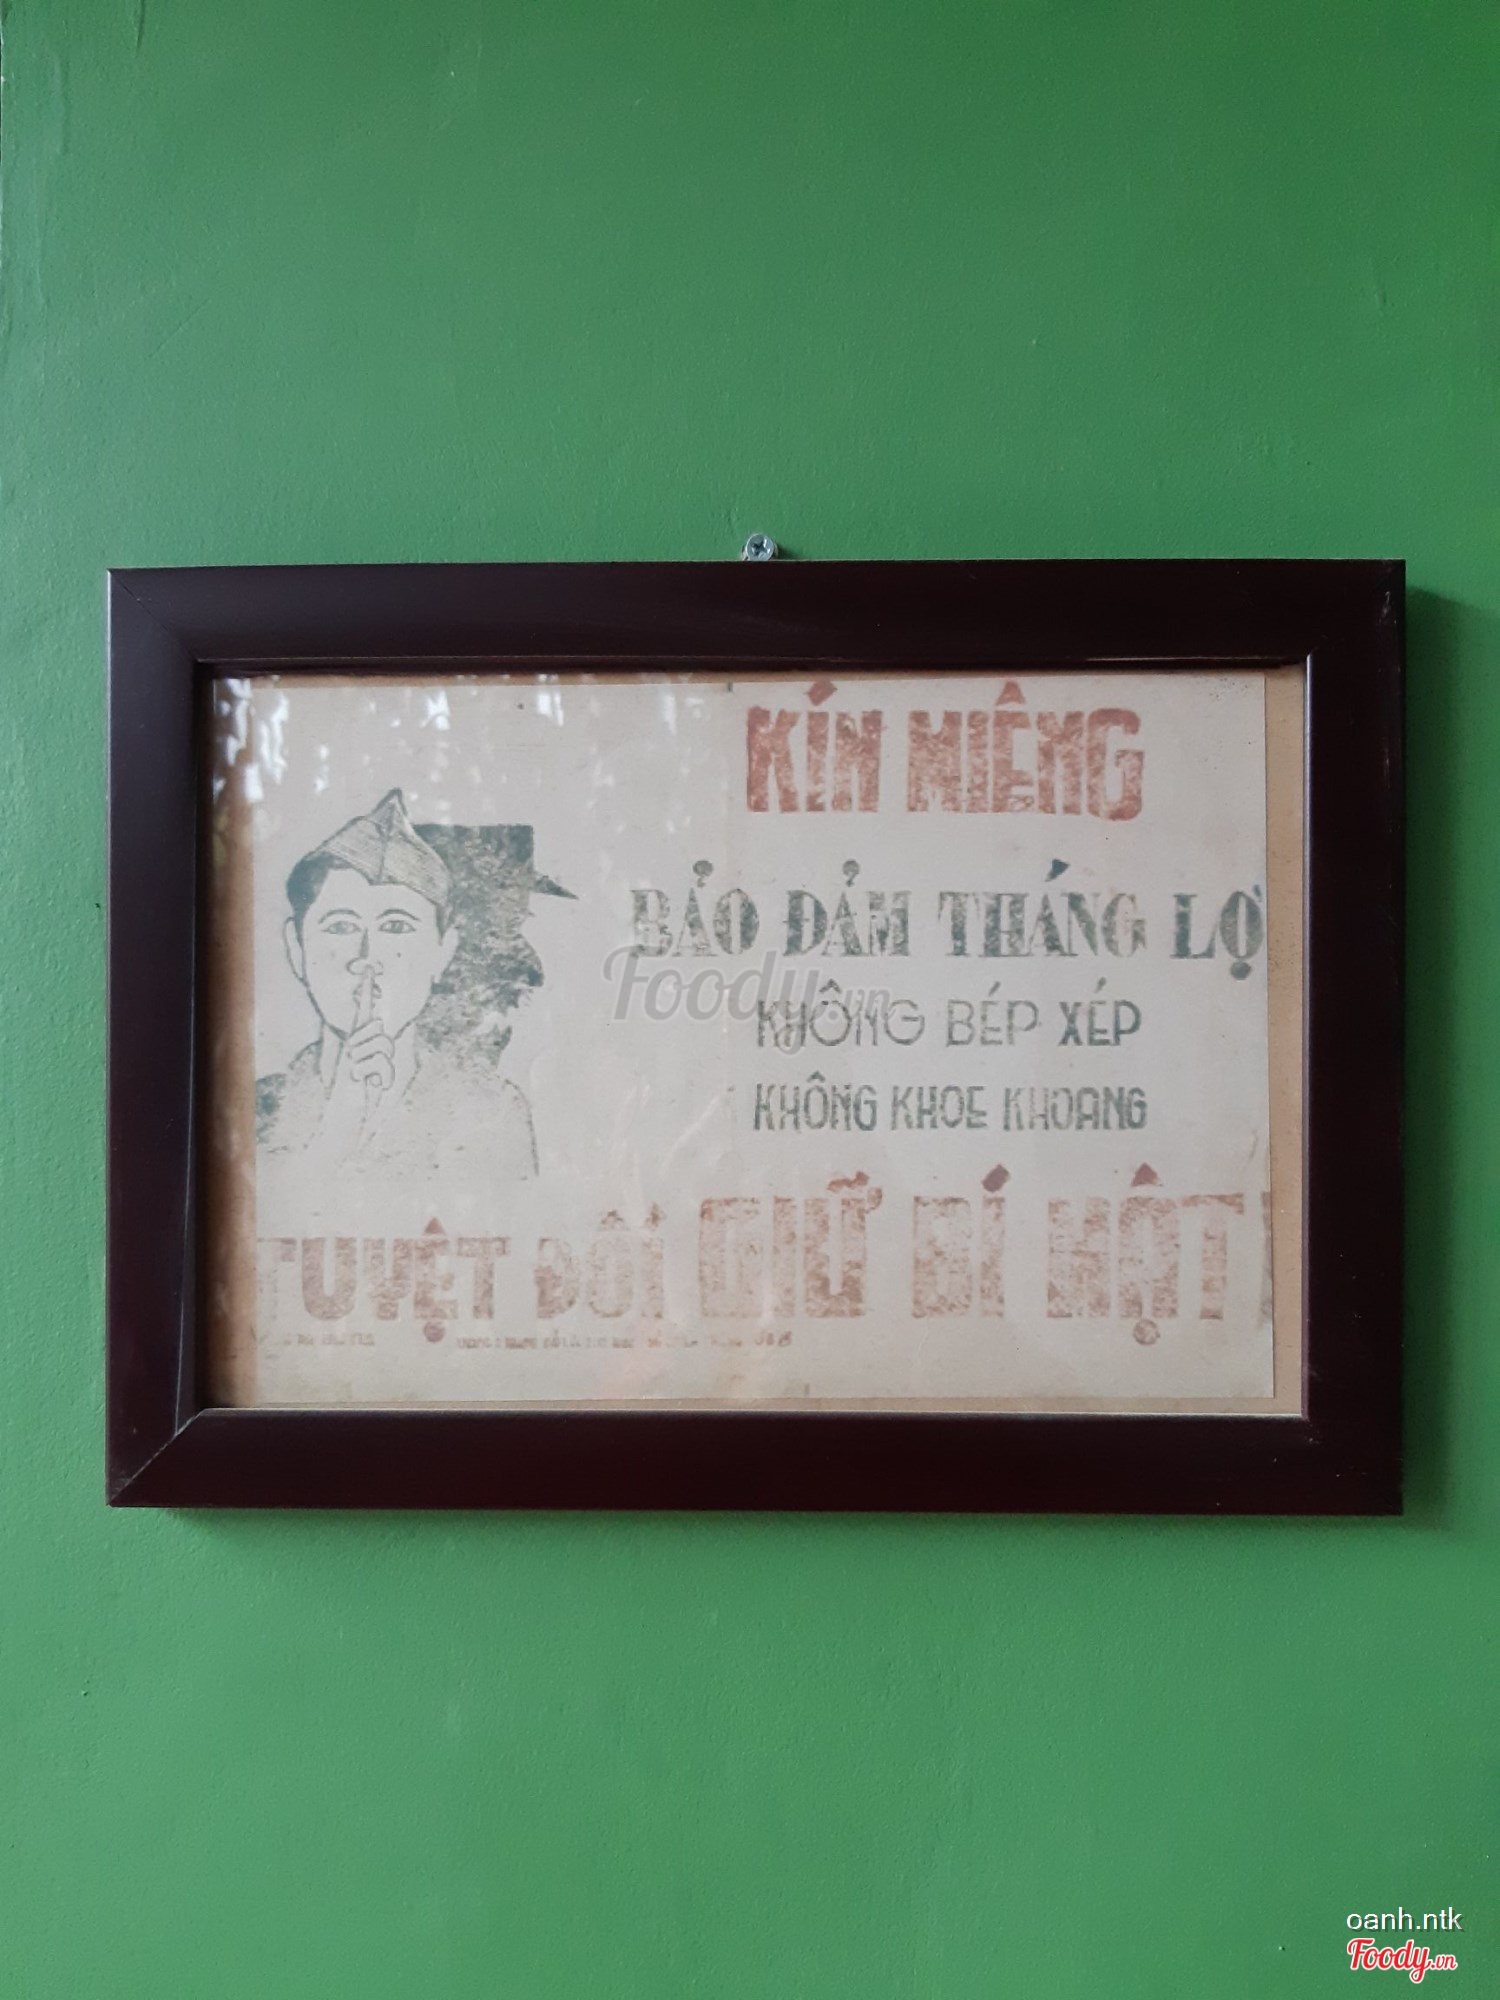 KÍN MIỆNG
BẢO ĐẢM THẮNG LỢ
KHÔNG BÉP XÉP
KHÔNG KHOE KHOANG
TUYỆT ĐỐI GIỮ BÍ MẬT
Foody.vn
oanh.ntk
Foody.vn